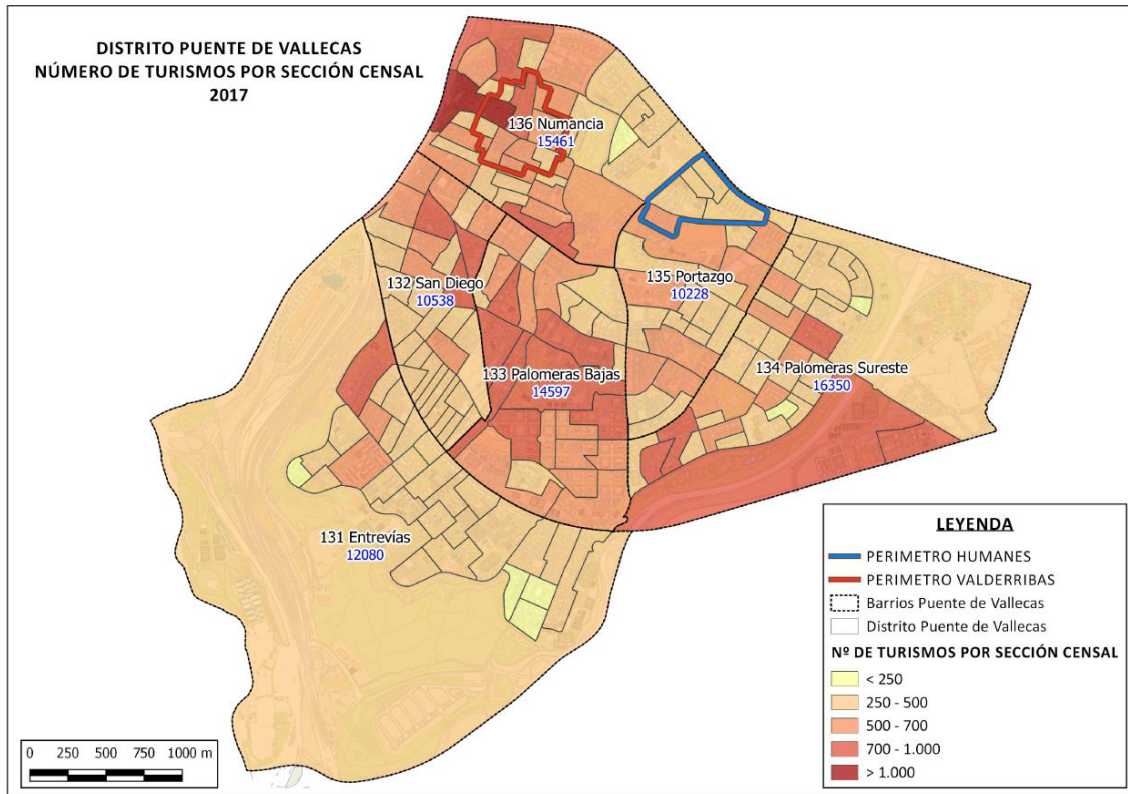 DISTRITO PUENTE DE VALLECAS
NÚMERO DE TURISMOS POR SECCIÓN CENSAL
2017
136 Numancia
15461
132 San Diego
10538
135 Portazgo
10228
133 Palomeras Bajas
14597
134 Palomeras Sureste
16350
131 Entrevías
12080
LEYENDA
PERIMETRO HUMANES
PERIMETRO VALDERRIBAS
Barrios Puente de Vallecas
Distrito Puente de Vallecas
Nº DE TURISMOS POR SECCIÓN CENSAL
< 250
250 - 500
500 - 700
700 - 1.000
> 1.000
0 250 500 750 1000 m